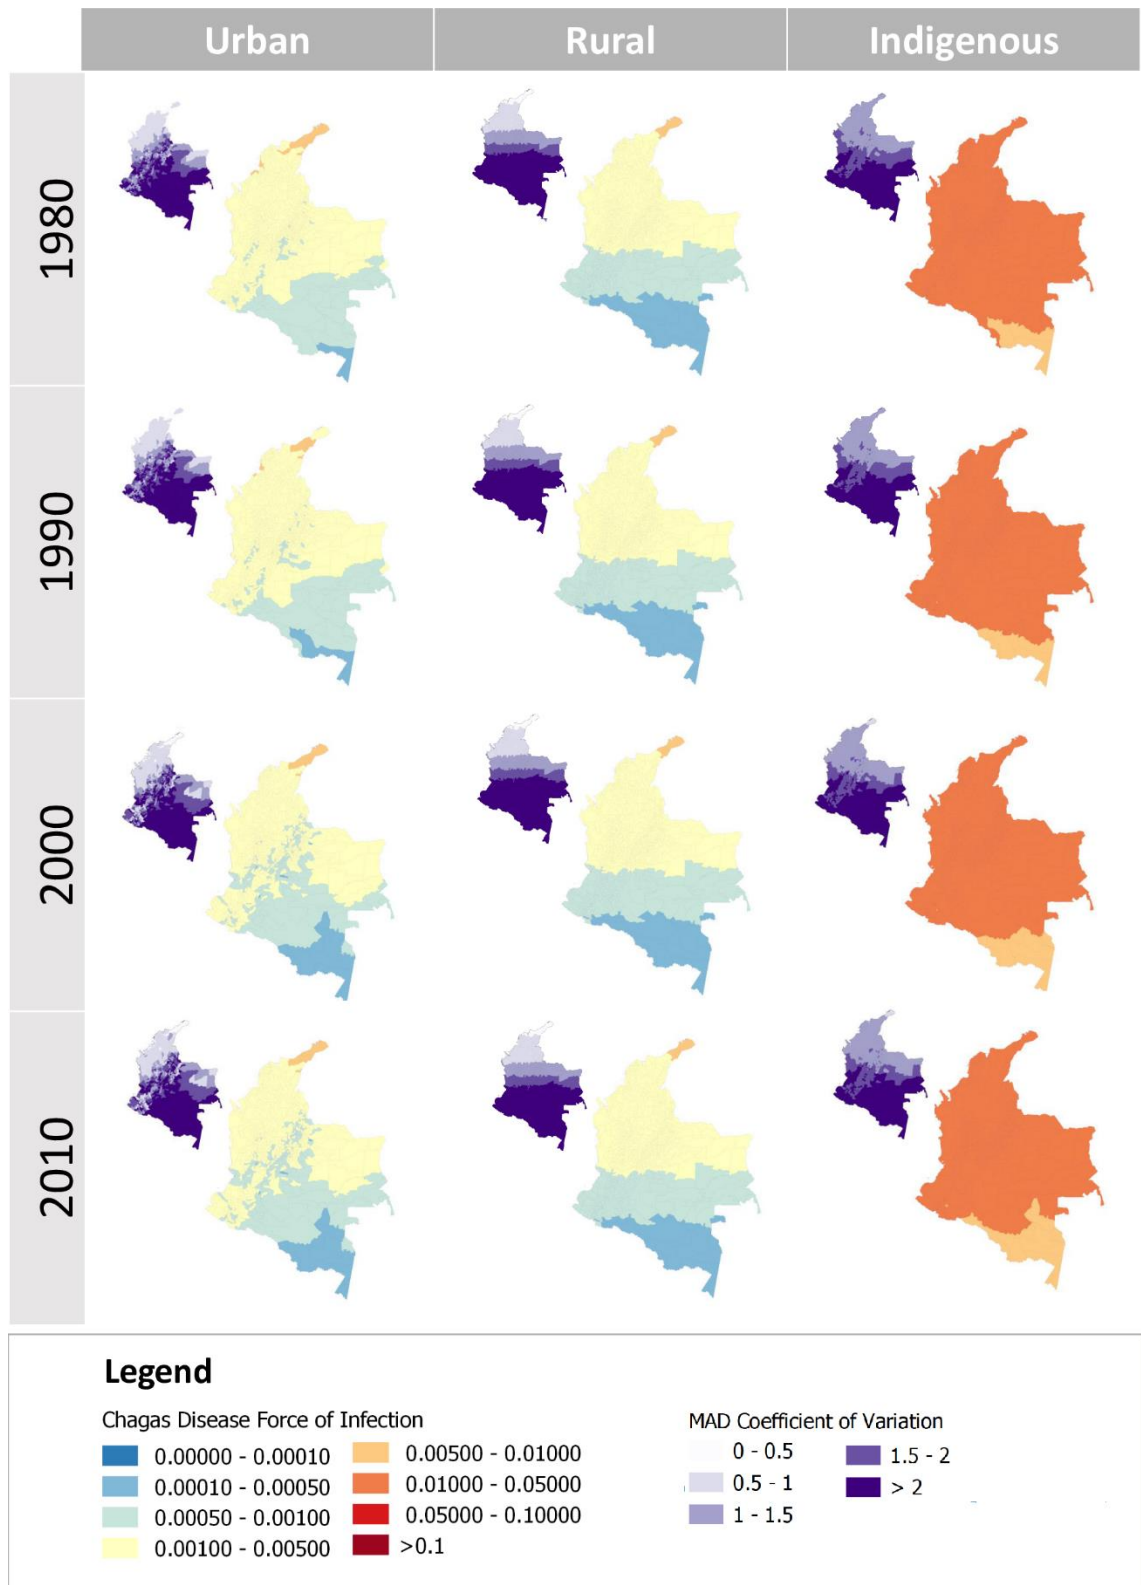 Urban Rural Indigenous
1980
1990
2000
2010
Legend
Chagas Disease Force of Infection
0.00000 - 0.00010
0.00010 - 0.00050
0.00050 - 0.00100
0.00100 - 0.00500
0.00500 - 0.01000
0.01000 - 0.05000
0.05000 - 0.10000
>0.1
MAD Coefficient of Variation
0 - 0.5
0.5 - 1
1 - 1.5
1.5 - 2
> 2